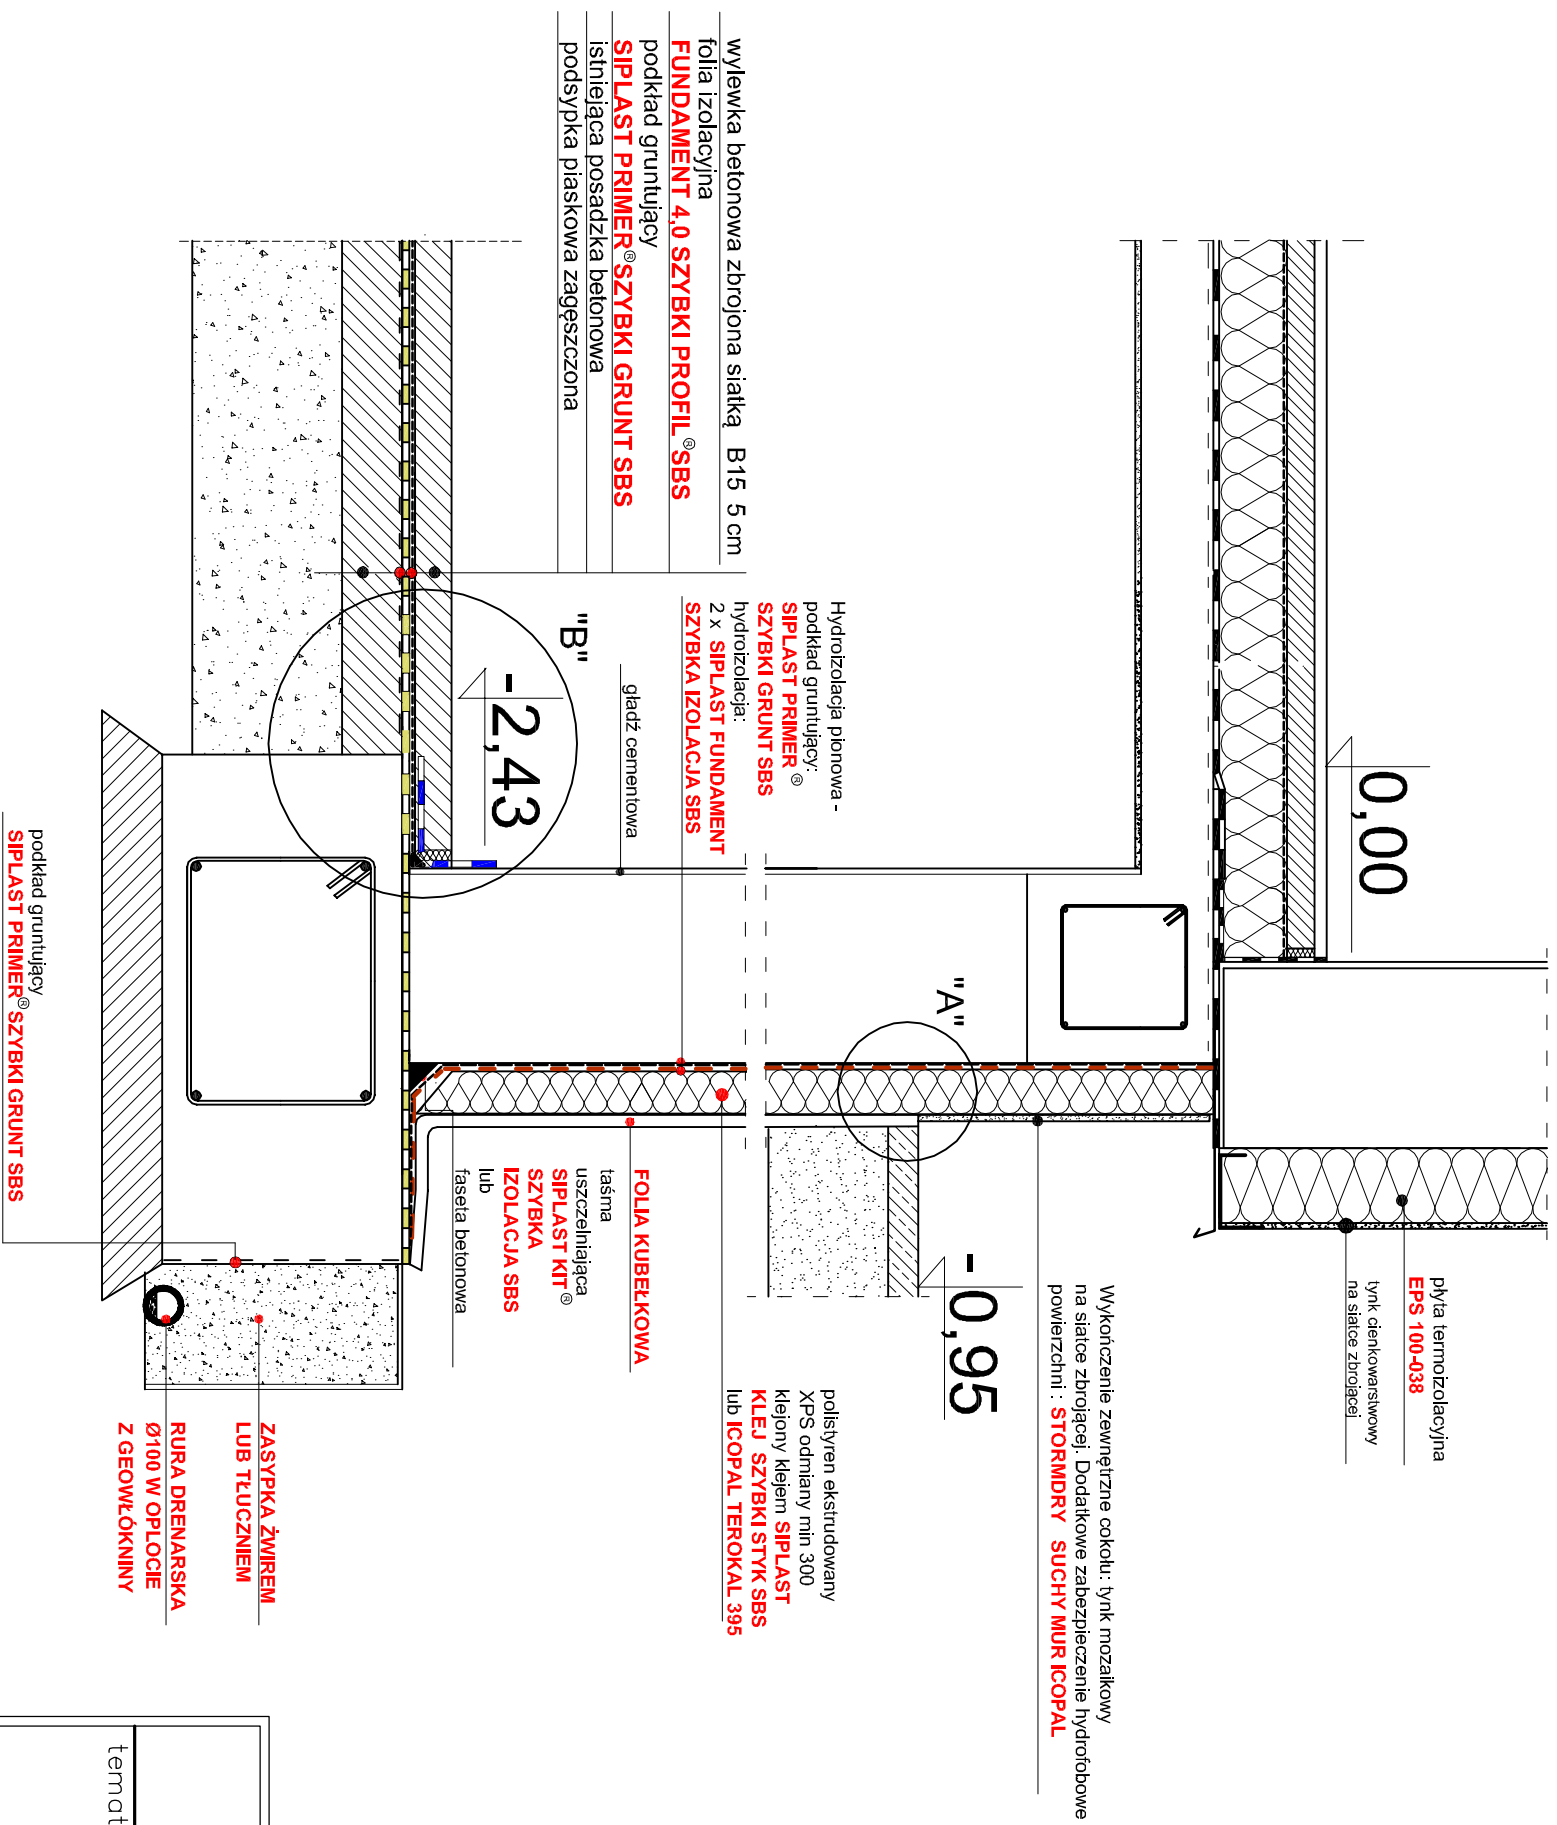 0,00
płyta termoizolacyjna
EPS 100-038
tynk cienkowarstwowy
na siatce zbrojącej
Wykończenie zewnętrzne cokołu: tynk mozaikowy
na siatce zbrojącej. Dodatkowe zabezpieczenie hydrofobowe
powierzchni : STORMDRY SUCHY MUR ICOPAL
"A"
- 0,95
Hydroizolacja pionowa -
podkład gruntujący:
SIPLAST PRIMER ®
SZYBKI GRUNT SBS
hydroizolacja:
2 x SIPLAST FUNDAMENT
SZYBKA IZOLACJA SBS
polistyren ekstrudowany
XPS odmiany min 300
klejony klejem SIPLAST
KLEJ SZYBKI STYK SBS
lub ICOPAL TEROKAL 395
wylewka betonowa zbrojona siatką B15 5 cm
folia izolacyjna
FUNDAMENT 4,0 SZYBKI PROFIL® SBS
podkład gruntujący
SIPLAST PRIMER® SZYBKI GRUNT SBS
istniejąca posadzka betonowa
podsypka piaskowa zagęszczona
gładź cementowa
"B"
- 2,43
FOLIA KUBEŁKOWA
taśma
uszczelniająca
SIPLAST KIT ®
SZYBKA
IZOLACJA SBS
lub
faseta betonowa
ZASYPKA ŻWIREM
LUB TŁUCZNIEM
RURA DRENARSKA
Ø100 W OPLOCIE
Z GEOWŁÓKNINY
podkład gruntujący
SIPLAST PRIMER® SZYBKI GRUNT SBS
temat